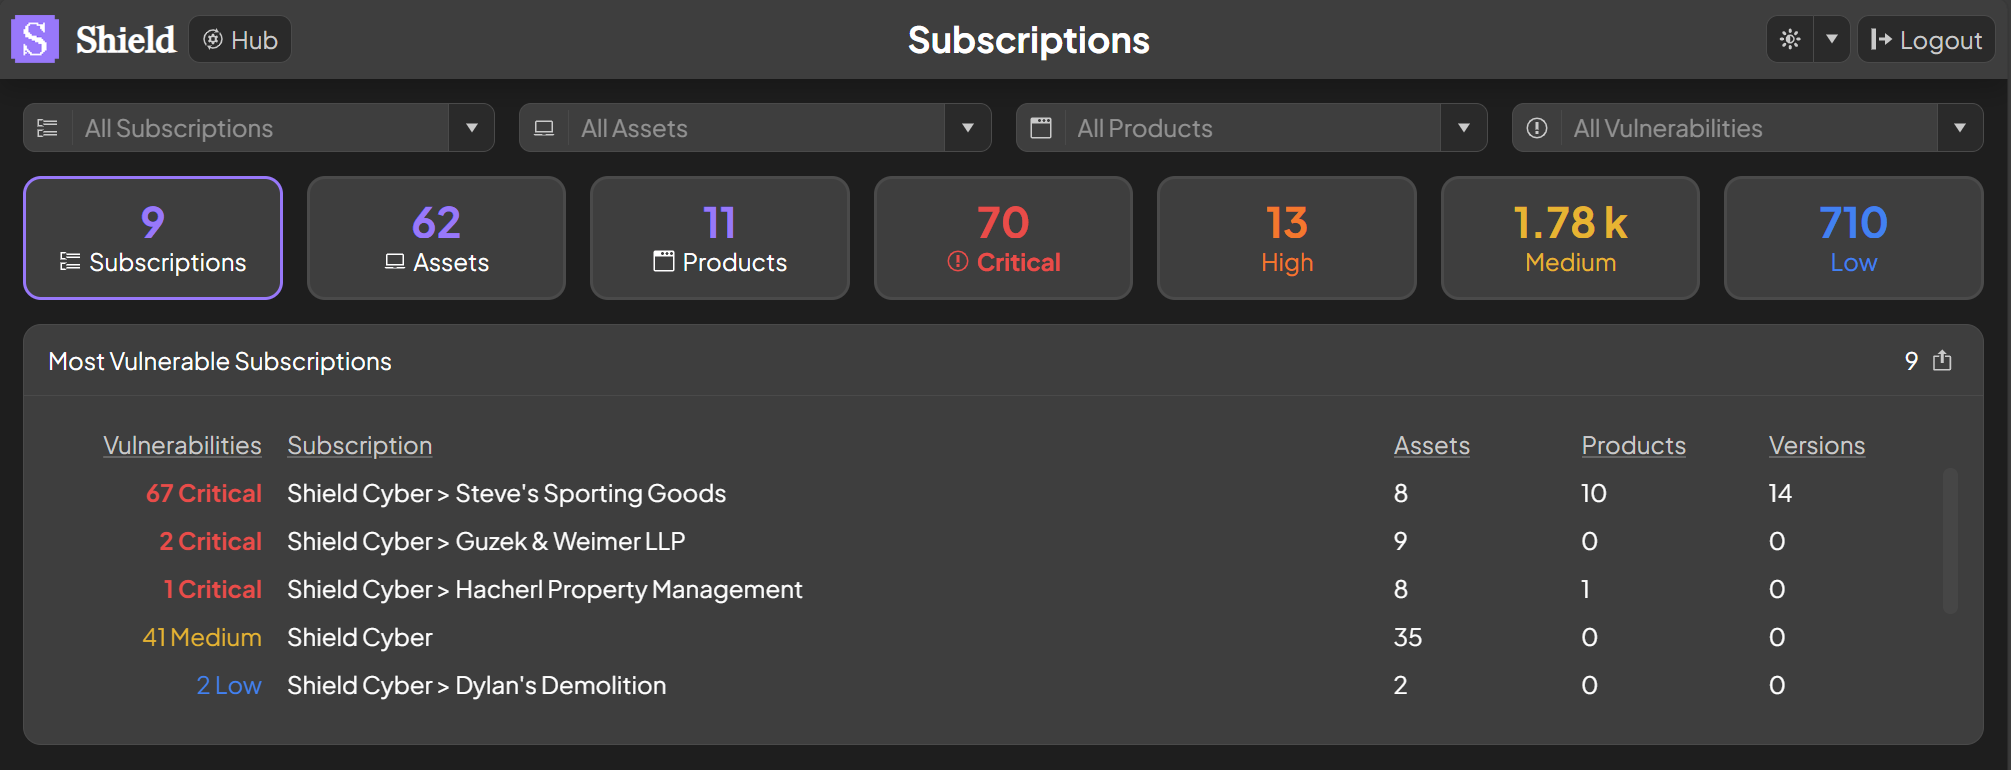 S Shield Hub Subscriptions Logout
All Subscriptions All Assets All Products All Vulnerabilities
9 62 11 70 13 1.78 k 710
Subscriptions Assets Products Critical High Medium Low
Most Vulnerable Subscriptions 9
Vulnerabilities Subscription Assets Products Versions
67 Critical Shield Cyber > Steve's Sporting Goods 8 10 14
2 Critical Shield Cyber > Guzek & Weimer LLP 9 0 0
1 Critical Shield Cyber > Hacherl Property Management 8 1 0
41 Medium Shield Cyber 35 0 0
2 Low Shield Cyber > Dylan's Demolition 2 0 0